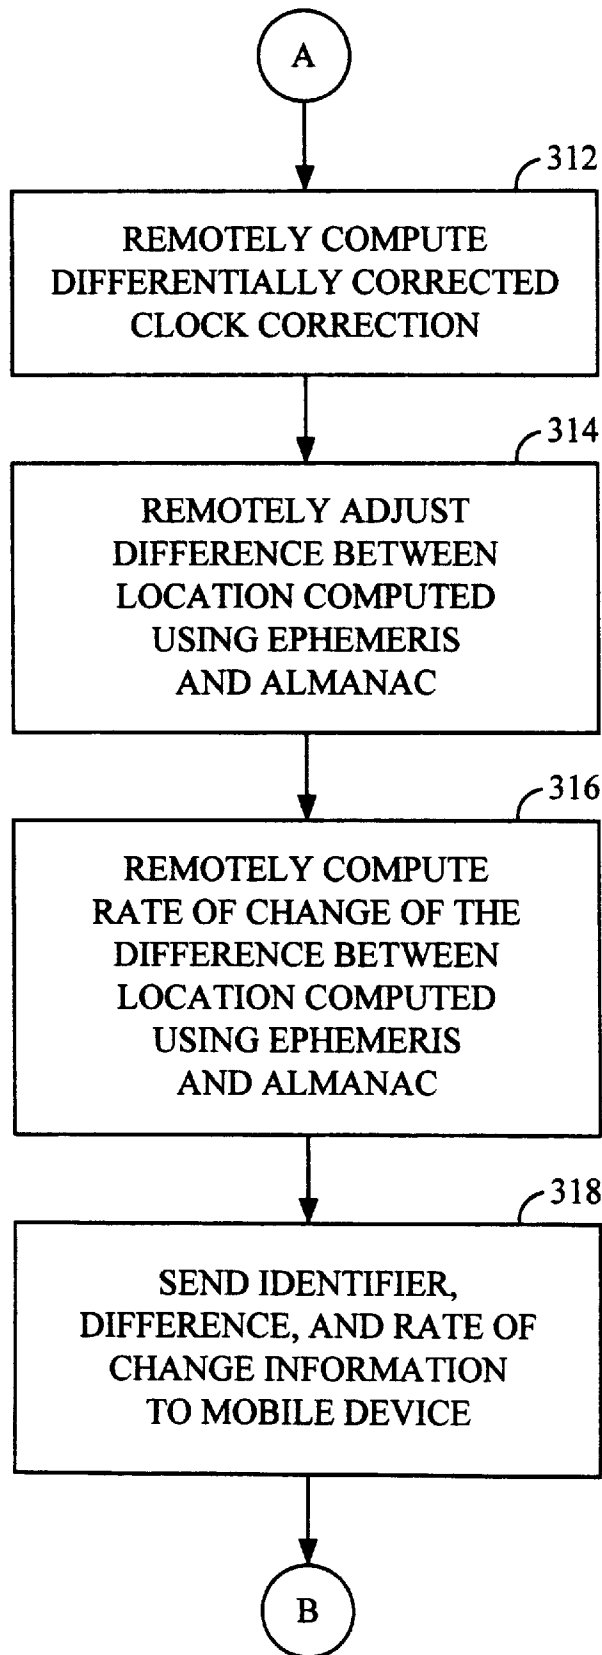 A
312
REMOTELY COMPUTE
DIFFERENTIALLY CORRECTED
CLOCK CORRECTION
314
REMOTELY ADJUST
DIFFERENCE BETWEEN
LOCATION COMPUTED
USING EPHEMERIS
AND ALMANAC
316
REMOTELY COMPUTE
RATE OF CHANGE OF THE
DIFFERENCE BETWEEN
LOCATION COMPUTED
USING EPHEMERIS
AND ALMANAC
318
SEND IDENTIFIER,
DIFFERENCE, AND RATE OF
CHANGE INFORMATION
TO MOBILE DEVICE
B